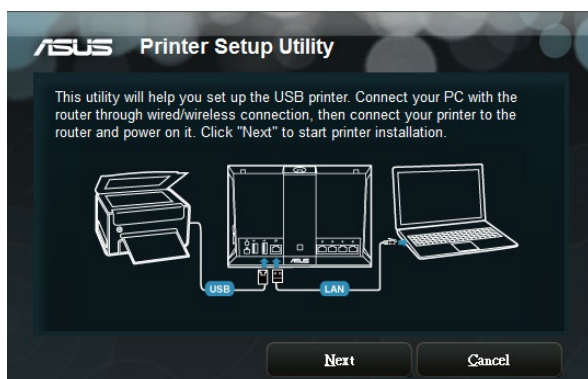 ASUS Printer Setup Utility
This utility will help you set up the USB printer. Connect your PC with the
router through wired/wireless connection, then connect your printer to the
router and power on it. Click "Next" to start printer installation.
ASUS
USB
LAN
Next
Cancel